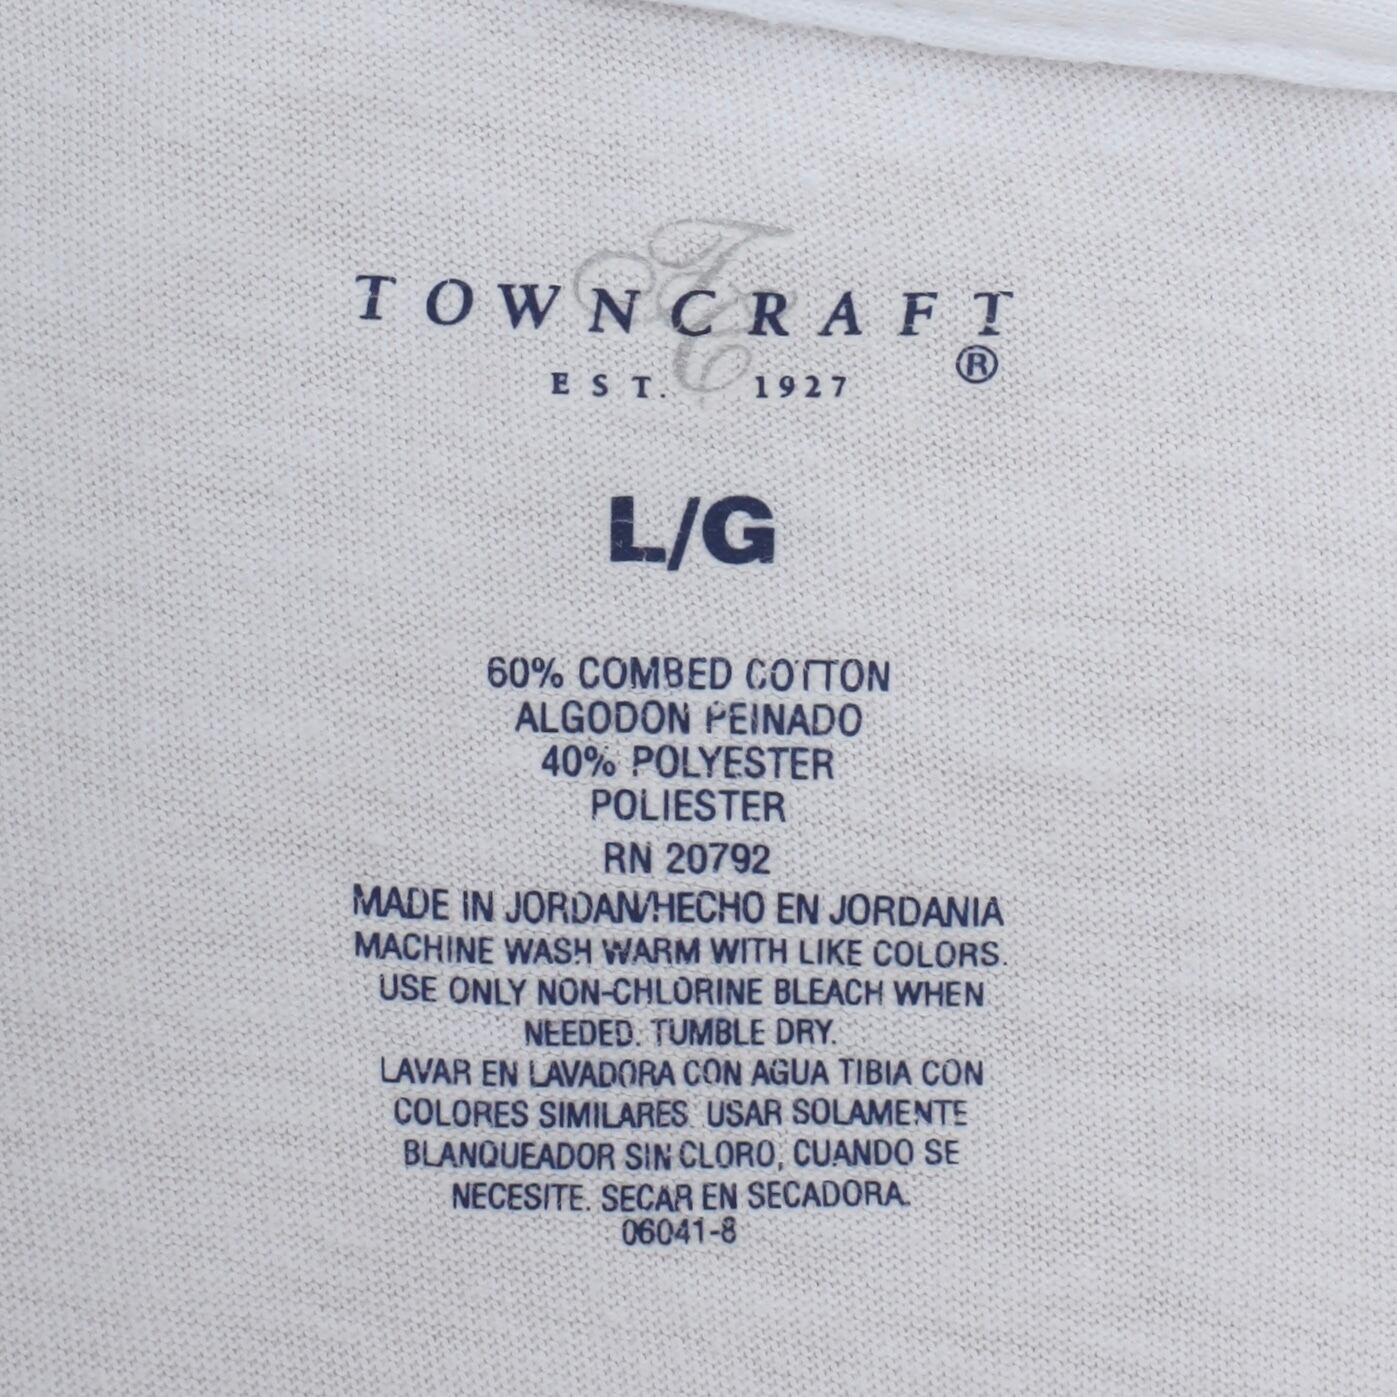 TOWNCRAFT®
EST. 1927
L/G
60% COMBED COTTON
ALGODON PEINADO
40% POLYESTER
POLIESTER
RN 20792
MADE IN JORDAN/HECHO EN JORDANIA
MACHINE WASH WARM WITH LIKE COLORS.
USE ONLY NON-CHLORINE BLEACH WHEN
NEEDED. TUMBLE DRY.
LAVAR EN LAVADORA CON AGUA TIBIA CON
COLORES SIMILARES. USAR SOLAMENTE
BLANQUEADOR SIN CLORO, CUANDO SE
NECESITE. SECAR EN SECADORA.
06041-8